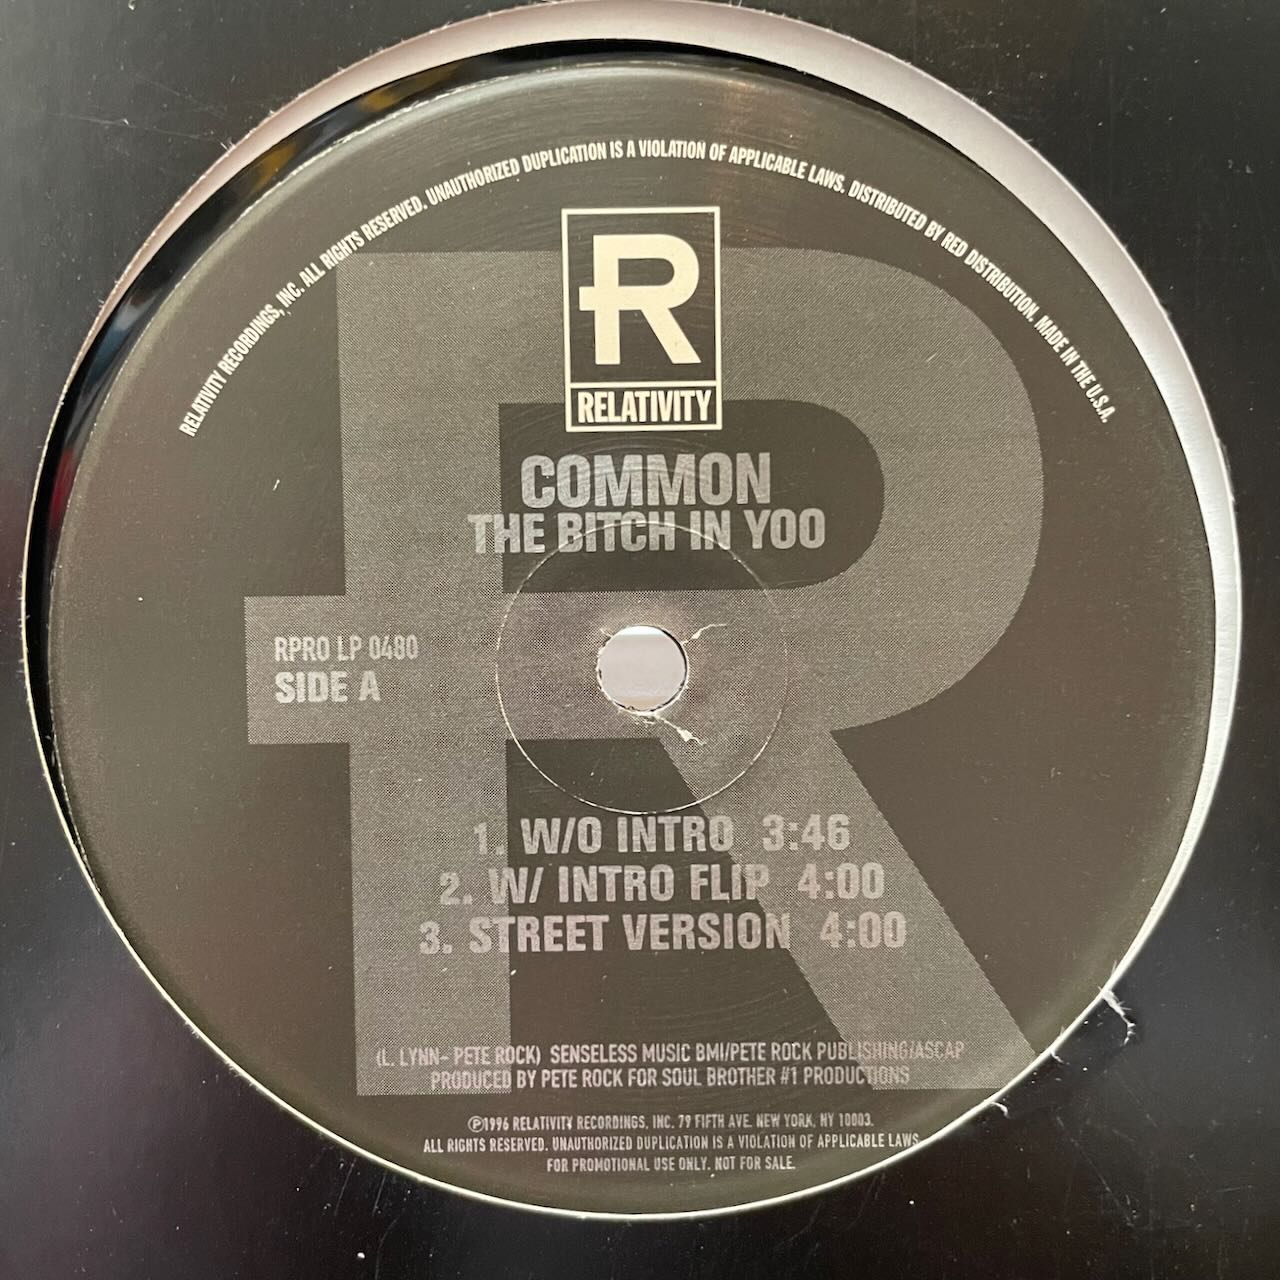 RELATIVITY RECORDINGS, INC. ALL RIGHTS RESERVED. UNAUTHORIZED DUPLICATION IS A VIOLATION OF APPLICABLE LAWS. DISTRIBUTED BY RED DISTRIBUTION. MADE IN THE U.S.A.
R
RELATIVITY
COMMON
THE BITCH IN YOO
RPRO LP 0480
SIDE A
1. W/O INTRO 3:46
2. W/ INTRO FLIP 4:00
3. STREET VERSION 4:00
(L. LYNN- PETE ROCK) SENSELESS MUSIC BMI/PETE ROCK PUBLISHING/ASCAP
PRODUCED BY PETE ROCK FOR SOUL BROTHER #1 PRODUCTIONS
℗1996 RELATIVITY RECORDINGS, INC. 79 FIFTH AVE. NEW YORK, NY 10003.
ALL RIGHTS RESERVED. UNAUTHORIZED DUPLICATION IS A VIOLATION OF APPLICABLE LAWS.
FOR PROMOTIONAL USE ONLY. NOT FOR SALE.